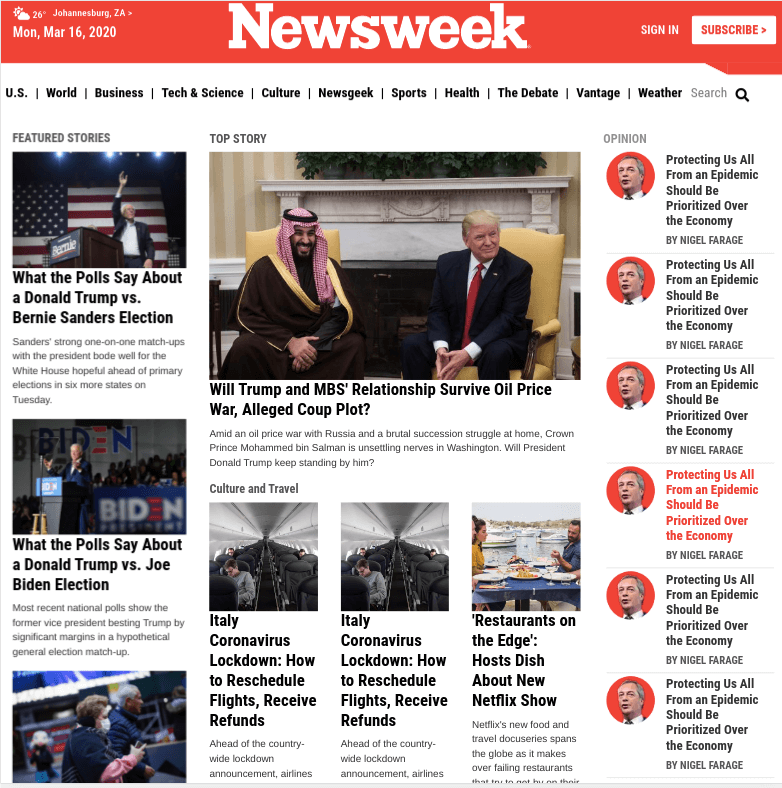 26° Johannesburg, ZA >
Mon, Mar 16, 2020
Newsweek
SIGN IN
SUBSCRIBE >
U.S. | World | Business | Tech & Science | Culture | Newsgeek | Sports | Health | The Debate | Vantage | Weather Search
FEATURED STORIES
Bernie
What the Polls Say About
a Donald Trump vs.
Bernie Sanders Election
Sanders' strong one-on-one match-ups
with the president bode well for the
White House hopeful ahead of primary
elections in six more states on
Tuesday.
BIDEN
BIDEN
What the Polls Say About
a Donald Trump vs. Joe
Biden Election
Most recent national polls show the
former vice president besting Trump by
significant margins in a hypothetical
general election match-up.
TOP STORY
Will Trump and MBS' Relationship Survive Oil Price
War, Alleged Coup Plot?
Amid an oil price war with Russia and a brutal succession struggle at home, Crown
Prince Mohammed bin Salman is unsettling nerves in Washington. Will President
Donald Trump keep standing by him?
Culture and Travel
Italy
Coronavirus
Lockdown: How
to Reschedule
Flights, Receive
Refunds
Ahead of the country-
wide lockdown
announcement, airlines
Italy
Coronavirus
Lockdown: How
to Reschedule
Flights, Receive
Refunds
Ahead of the country-
wide lockdown
announcement, airlines
'Restaurants on
the Edge':
Hosts Dish
About New
Netflix Show
Netflix's new food and
travel docuseries spans
the globe as it makes
over failing restaurants
that try to get by on their
OPINION
Protecting Us All
From an Epidemic
Should Be
Prioritized Over
the Economy
BY NIGEL FARAGE
Protecting Us All
From an Epidemic
Should Be
Prioritized Over
the Economy
BY NIGEL FARAGE
Protecting Us All
From an Epidemic
Should Be
Prioritized Over
the Economy
BY NIGEL FARAGE
Protecting Us All
From an Epidemic
Should Be
Prioritized Over
the Economy
BY NIGEL FARAGE
Protecting Us All
From an Epidemic
Should Be
Prioritized Over
the Economy
BY NIGEL FARAGE
Protecting Us All
From an Epidemic
Should Be
Prioritized Over
the Economy
BY NIGEL FARAGE